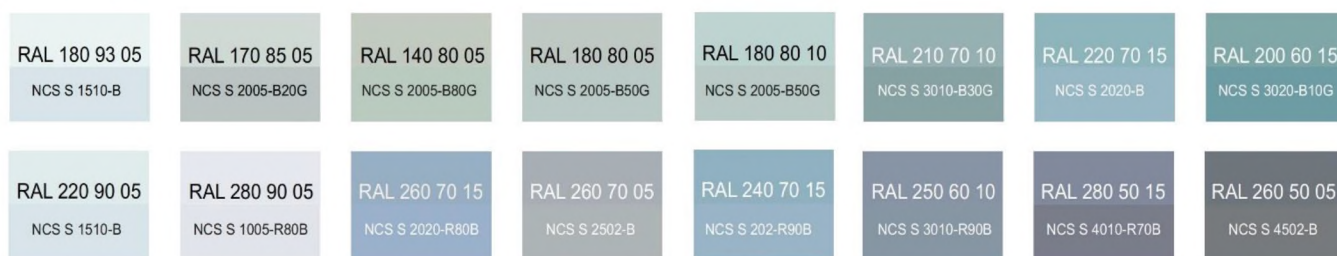 RAL 180 93 05
NCS S 1510-B
RAL 170 85 05
NCS S 2005-B20G
RAL 140 80 05
NCS S 2005-B80G
RAL 180 80 05
NCS S 2005-B50G
RAL 180 80 10
NCS S 2005-B50G
RAL 210 70 10
NCS S 3010-B30G
RAL 220 70 15
NCS S 2020-B
RAL 200 60 15
NCS S 3020-B10G
RAL 220 90 05
NCS S 1510-B
RAL 280 90 05
NCS S 1005-R80B
RAL 260 70 15
NCS S 2020-R80B
RAL 260 70 05
NCS S 2502-B
RAL 240 70 15
NCS S 202-R90B
RAL 250 60 10
NCS S 3010-R90B
RAL 280 50 15
NCS S 4010-R70B
RAL 260 50 05
NCS S 4502-B